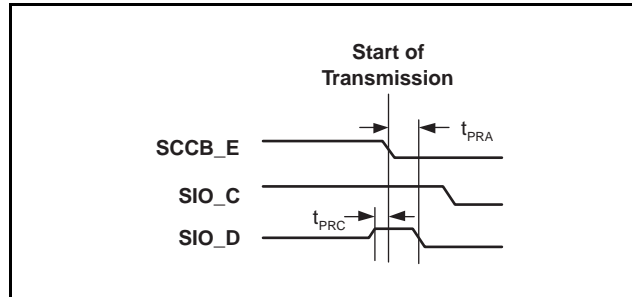 Start of
Transmission
tPRA
SCCB_E
SIO_C
tPRC
SIO_D